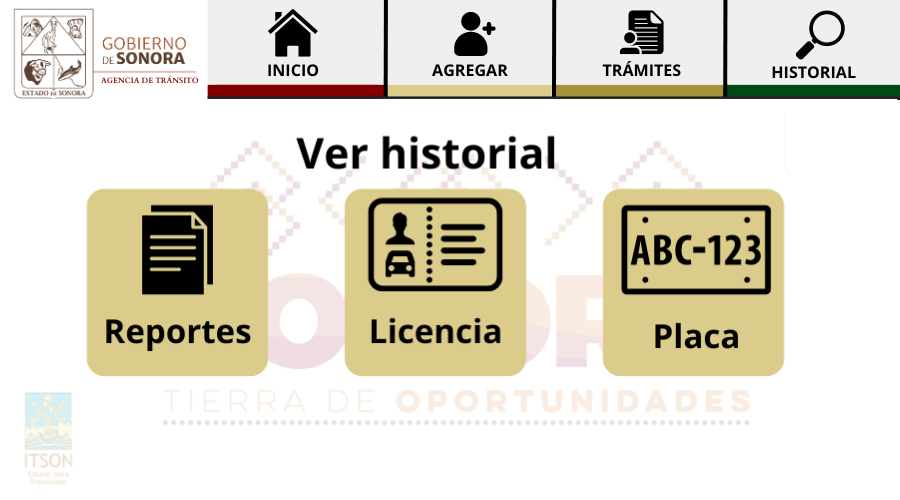 GOBIERNO
DE SONORA
AGENCIA DE TRÁNSITO
ESTADO DE SONORA
INICIO
AGREGAR
TRÁMITES
HISTORIAL
Ver historial
ABC-123
Reportes
Licencia
Placa
TIERRA DE OPORTUNIDADES
ITSON
Educar para
Trascender